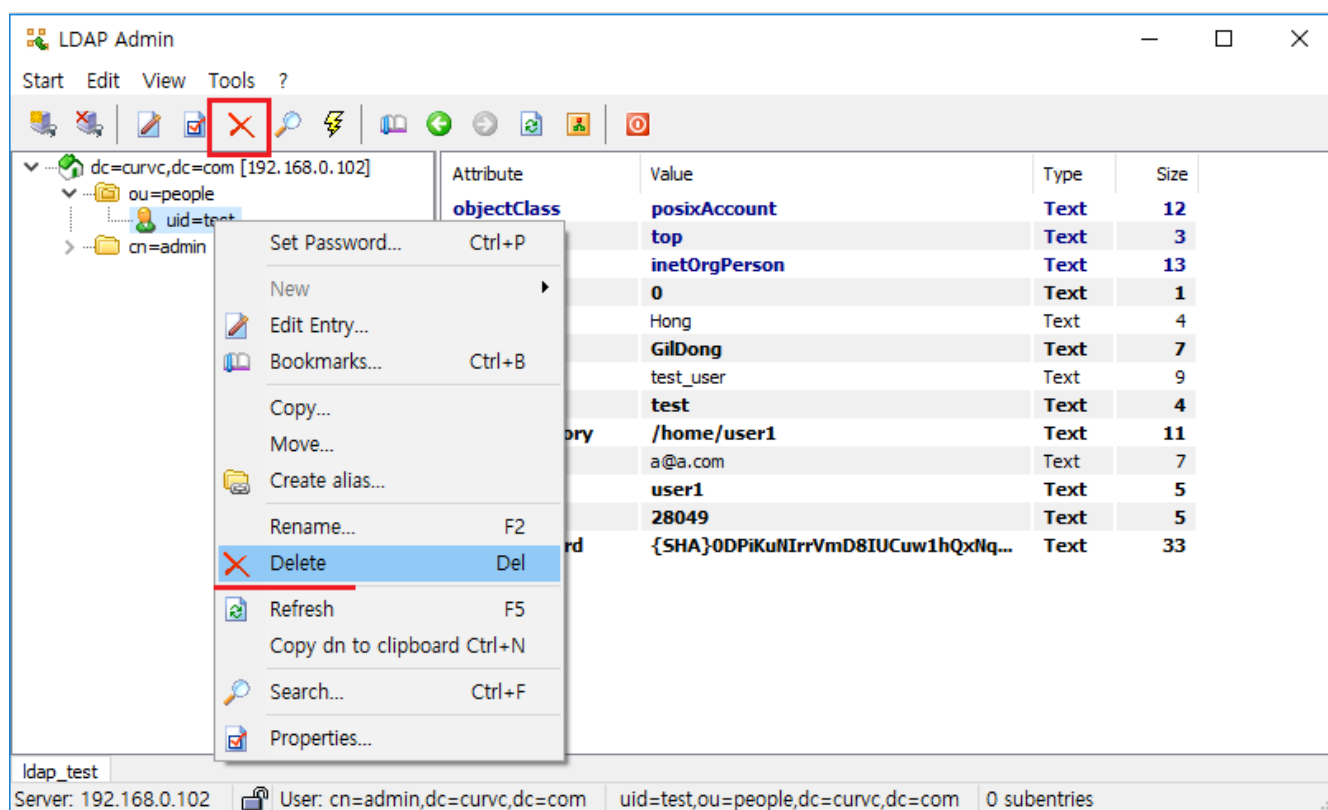 LDAP Admin
Start Edit View Tools ?
dc=curvc,dc=com [192.168.0.102]
ou=people
uid=test
cn=admin
Attribute Value Type Size
objectClass posixAccount Text 12
top Text 3
inetOrgPerson Text 13
0 Text 1
Hong Text 4
GilDong Text 7
test_user Text 9
test Text 4
ory /home/user1 Text 11
a@a.com Text 7
user1 Text 5
28049 Text 5
rd {SHA}0DPiKuNIrrVmD8IUCuw1hQxNq... Text 33
Set Password... Ctrl+P
New
Edit Entry...
Bookmarks... Ctrl+B
Copy...
Move...
Create alias...
Rename... F2
Delete Del
Refresh F5
Copy dn to clipboard Ctrl+N
Search... Ctrl+F
Properties...
ldap_test
Server: 192.168.0.102 User: cn=admin,dc=curvc,dc=com uid=test,ou=people,dc=curvc,dc=com 0 subentries